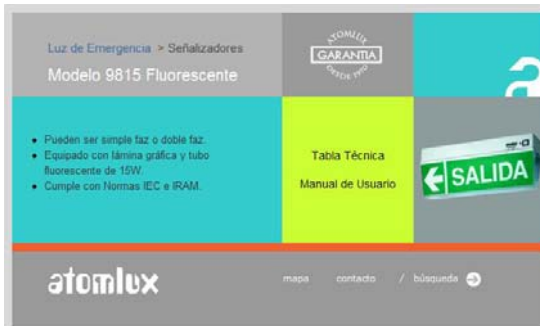 Luz de Emergencia > Señalizadores
Modelo 9815 Fluorescente
ATOMLUX
GARANTIA
DESDE 1970
• Pueden ser simple faz o doble faz.
• Equipado con lámina gráfica y tubo
fluorescente de 15W.
• Cumple con Normas IEC e IRAM.
Tabla Técnica
Manual de Usuario
SALIDA
atomlux
mapa contacto / búsqueda